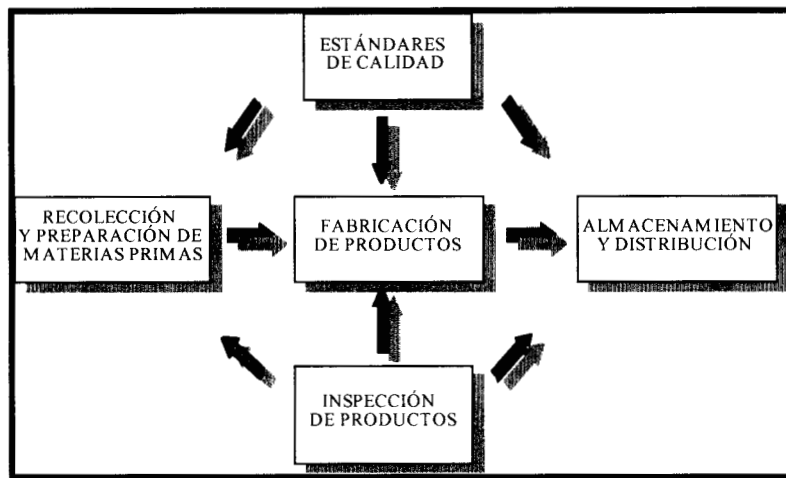 ESTÁNDARES
DE CALIDAD
RECOLECCIÓN
Y PREPARACIÓN DE
MATERIAS PRIMAS
FABRICACIÓN
DE PRODUCTOS
ALMACENAMIENTO
Y DISTRIBUCIÓN
INSPECCIÓN
DE PRODUCTOS